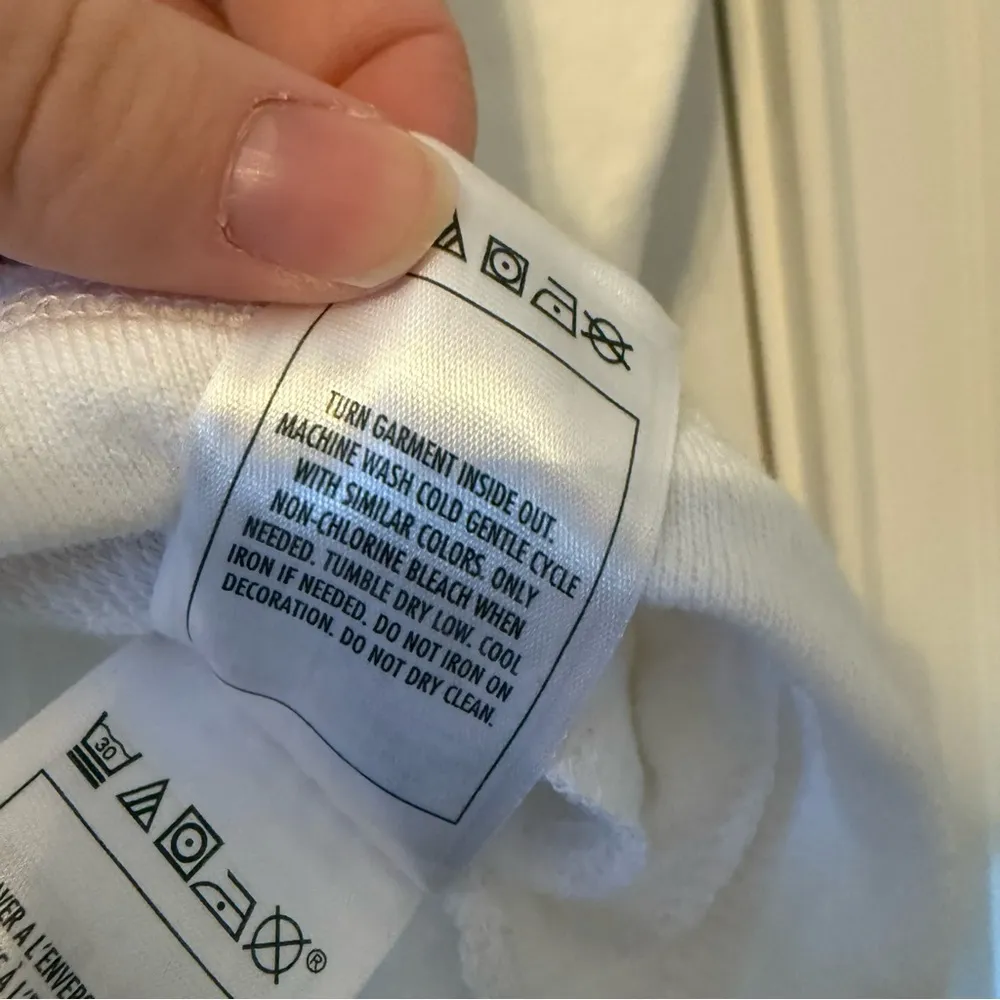 TURN GARMENT INSIDE OUT.
MACHINE WASH COLD GENTLE CYCLE
WITH SIMILAR COLORS. ONLY
NON-CHLORINE BLEACH WHEN
NEEDED. TUMBLE DRY LOW. COOL
IRON IF NEEDED. DO NOT IRON ON
DECORATION. DO NOT DRY CLEAN.
30
®
A L'ENVERS
À